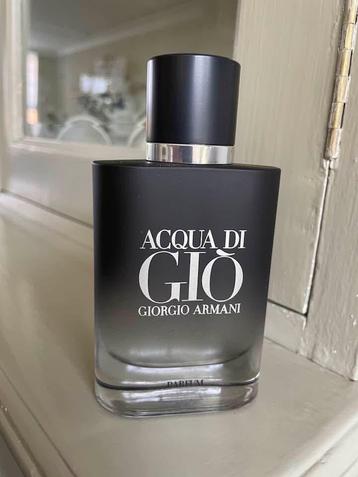 ACQUA DI
GIÒ
GIORGIO ARMANI
PARFUM